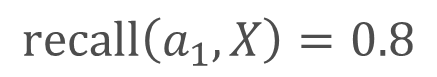 recall(a₁, X) = 0.8